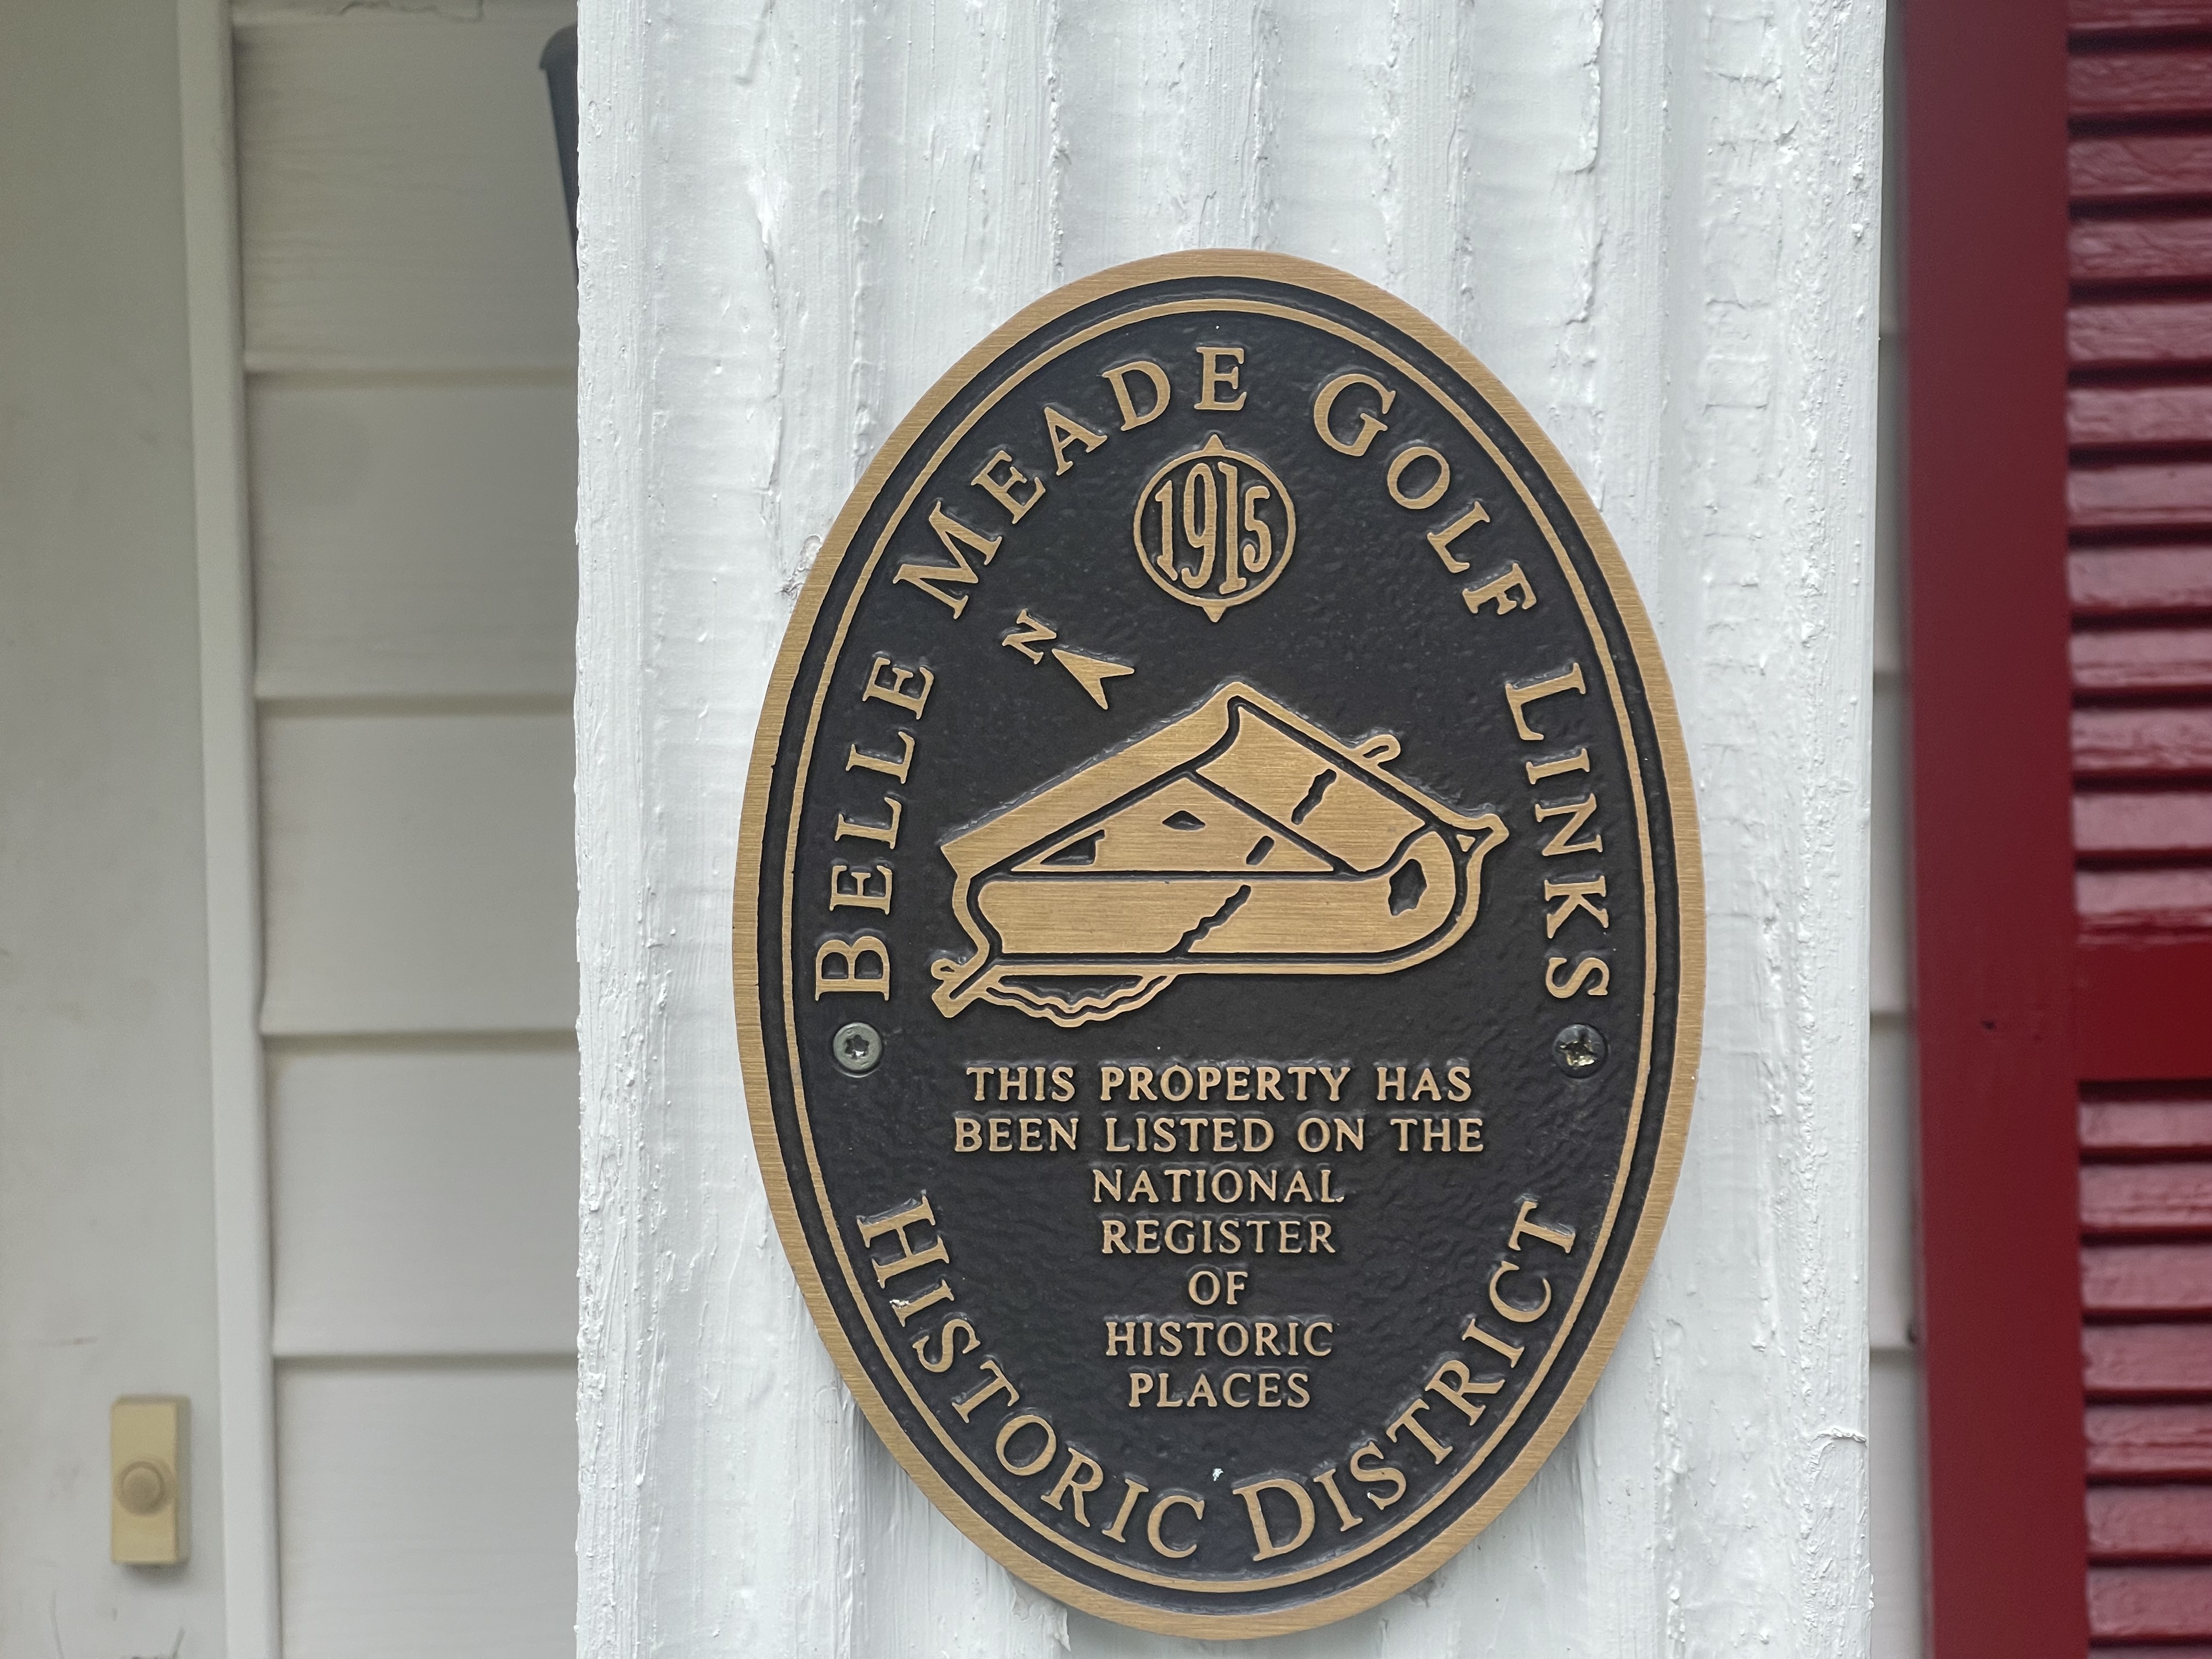 BELLE MEADE GOLF LINKS
1915
N
THIS PROPERTY HAS
BEEN LISTED ON THE
NATIONAL
REGISTER
OF
HISTORIC
PLACES
HISTORIC DISTRICT